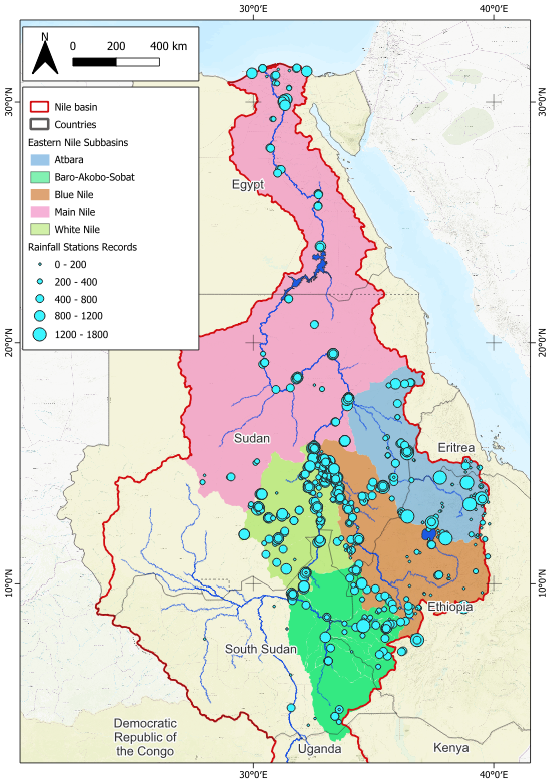 30°0'E 40°0'E
N
0 200 400 km
Nile basin
Countries
Eastern Nile Subbasins
Atbara
Baro-Akobo-Sobat
Blue Nile
Main Nile
White Nile
Rainfall Stations Records
0 - 200
200 - 400
400 - 800
800 - 1200
1200 - 1800
30°0'N 30°0'N
Egypt
20°0'N 20°0'N
Sudan
Eritrea
10°0'N 10°0'N
Ethiopia
South Sudan
Democratic
Republic of
the Congo
Uganda
Kenya
30°0'E 40°0'E